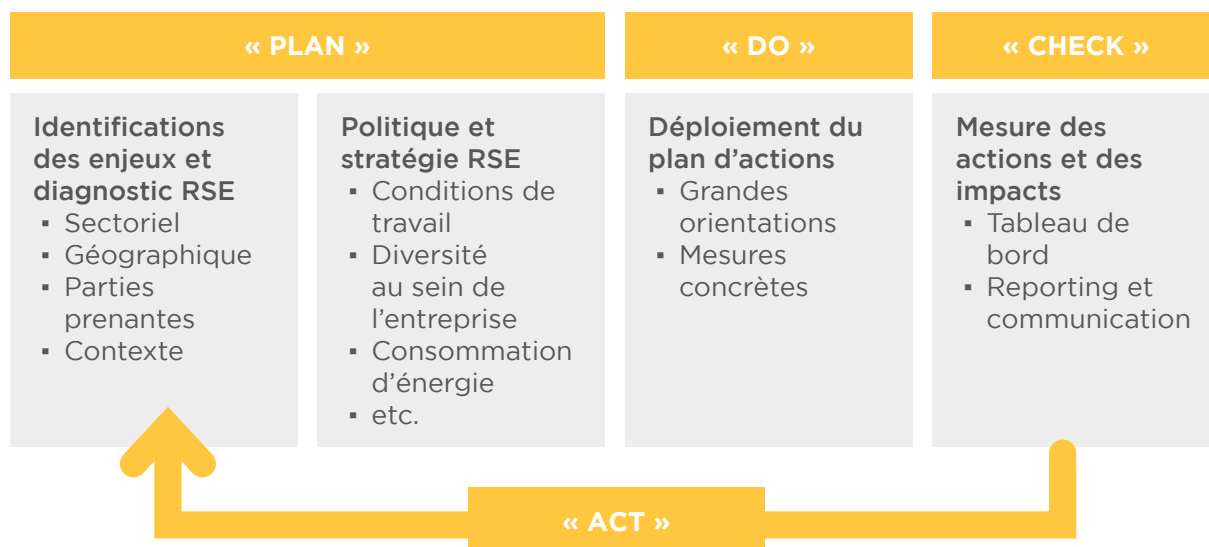 « PLAN »
« DO »
« CHECK »
Identifications
des enjeux et
diagnostic RSE
▪ Sectoriel
▪ Géographique
▪ Parties
prenantes
▪ Contexte
Politique et
stratégie RSE
▪ Conditions de
travail
▪ Diversité
au sein de
l’entreprise
▪ Consommation
d’énergie
▪ etc.
Déploiement du
plan d’actions
▪ Grandes
orientations
▪ Mesures
concrètes
Mesure des
actions et des
impacts
▪ Tableau de
bord
▪ Reporting et
communication
« ACT »